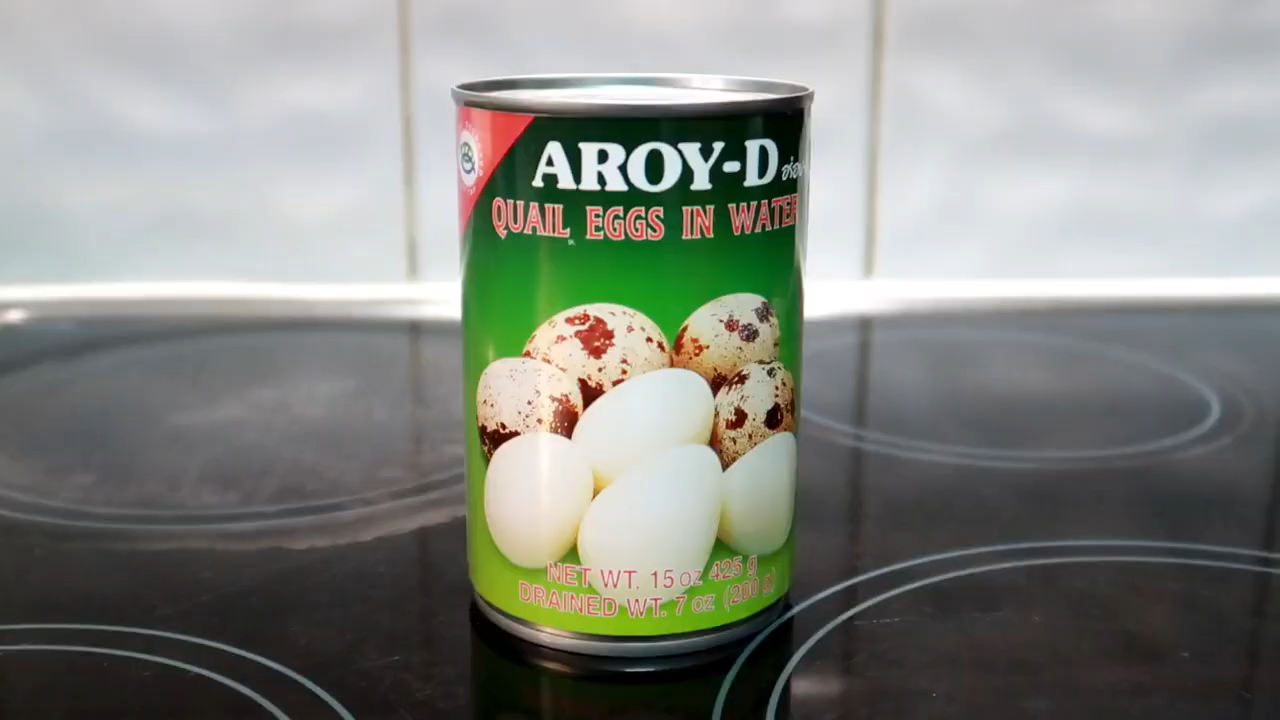 AROY-D
QUAIL EGGS IN WATER
NET WT. 15 oz 425 g
DRAINED WT. 7 oz (200 g)